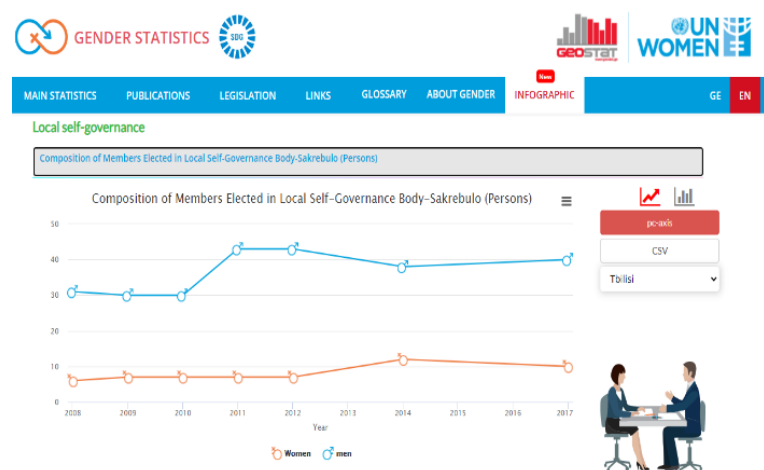 GENDER STATISTICS
SDG
GEOSTAT
UN
WOMEN
New
MAIN STATISTICS PUBLICATIONS LEGISLATION LINKS GLOSSARY ABOUT GENDER INFOGRAPHIC GE EN
Local self-governance
Composition of Members Elected in Local Self-Governance Body-Sakrebulo (Persons)
Composition of Members Elected in Local Self-Governance Body-Sakrebulo (Persons)
pc-axis
CSV
Tbilisi
50
40
30
20
10
0
2008 2009 2010 2011 2012 2013 2014 2015 2016 2017
Year
Women men